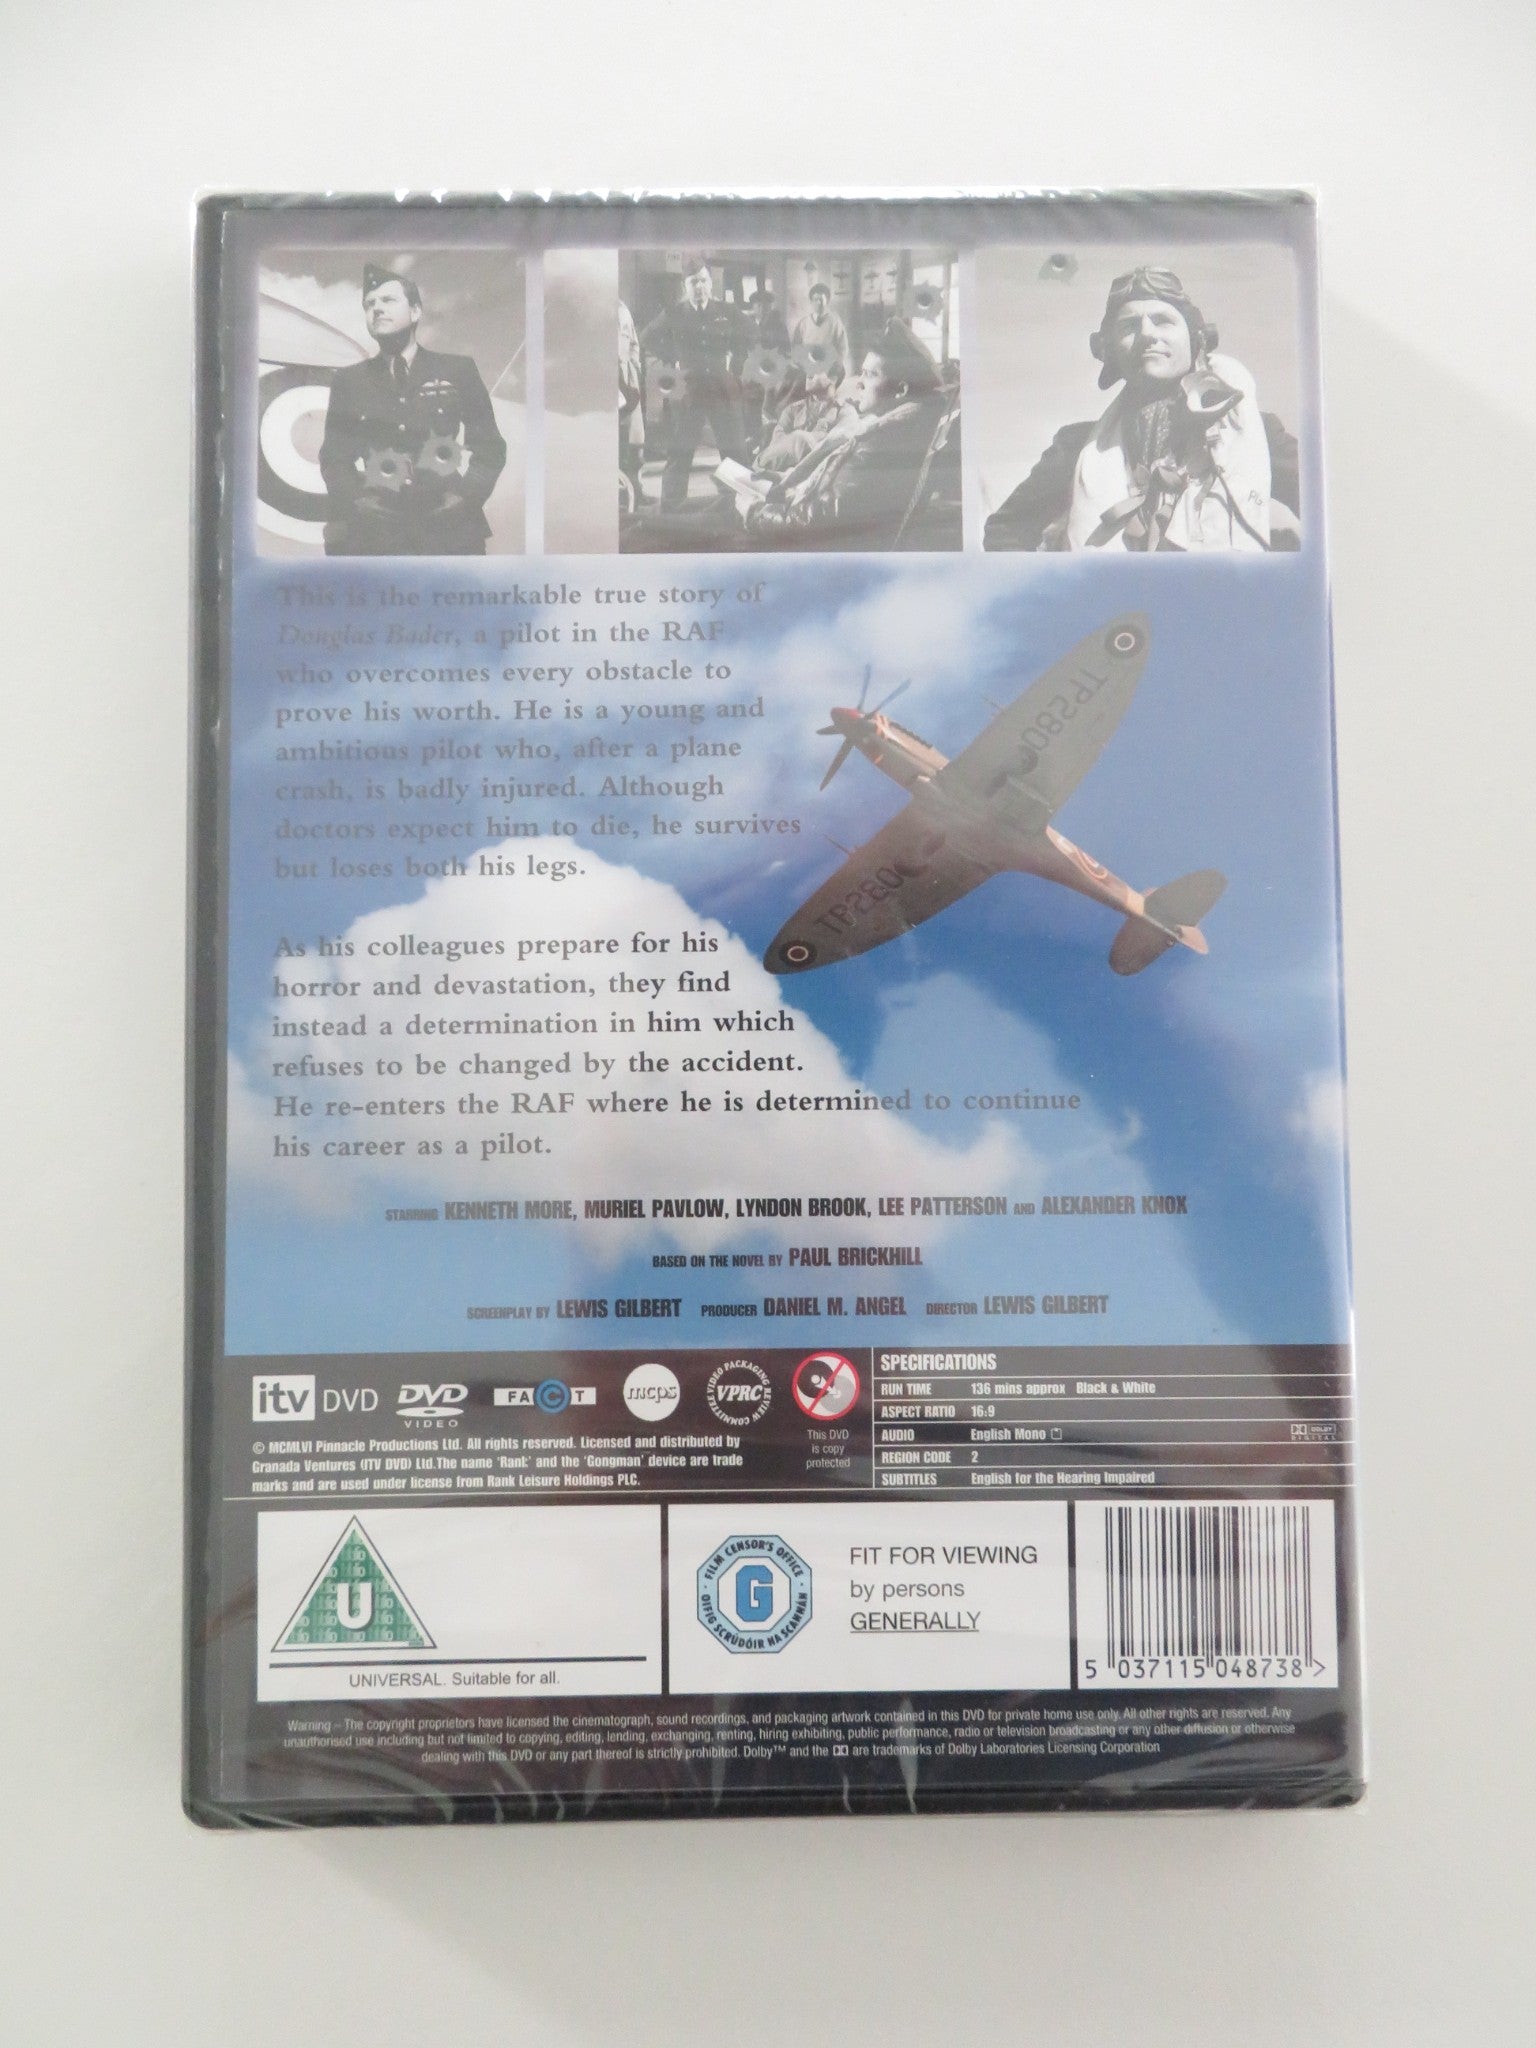 This is the remarkable true story of
Douglas Bader, a pilot in the RAF
who overcomes every obstacle to
prove his worth. He is a young and
ambitious pilot who, after a plane
crash, is badly injured. Although
doctors expect him to die, he survives
but loses both his legs.
As his colleagues prepare for his
horror and devastation, they find
instead a determination in him which
refuses to be changed by the accident.
He re-enters the RAF where he is determined to continue
his career as a pilot.
STARRING KENNETH MORE, MURIEL PAVLOW, LYNDON BROOK, LEE PATTERSON AND ALEXANDER KNOX
BASED ON THE NOVEL BY PAUL BRICKHILL
SCREENPLAY BY LEWIS GILBERT PRODUCER DANIEL M. ANGEL DIRECTOR LEWIS GILBERT
itv DVD
DVD
VIDEO
FACT
mcps
VIDEO PACKAGING REVIEW COMMITTEE
VPRC
This DVD
is copy
protected
© MCMLVI Pinnacle Productions Ltd. All rights reserved. Licensed and distributed by
Granada Ventures (ITV DVD) Ltd.The name 'Rank' and the 'Gongman' device are trade
marks and are used under license from Rank Leisure Holdings PLC.
SPECIFICATIONS
RUN TIME 136 mins approx Black & White
ASPECT RATIO 16:9
AUDIO English Mono
DOLBY
DIGITAL
REGION CODE 2
SUBTITLES English for the Hearing Impaired
U
UNIVERSAL. Suitable for all.
FILM CENSOR'S OFFICE
G
OIFIG SCRÚDÓIR NA SCANNÁN
FIT FOR VIEWING
by persons
GENERALLY
5 037115 048738 >
Warning – The copyright proprietors have licensed the cinematograph, sound recordings, and packaging artwork contained in this DVD for private home use only. All other rights are reserved. Any
unauthorised use including but not limited to copying, editing, lending, exchanging, renting, hiring exhibiting, public performance, radio or television broadcasting or any other diffusion or otherwise
dealing with this DVD or any part thereof is strictly prohibited. Dolby™ and the are trademarks of Dolby Laboratories Licensing Corporation